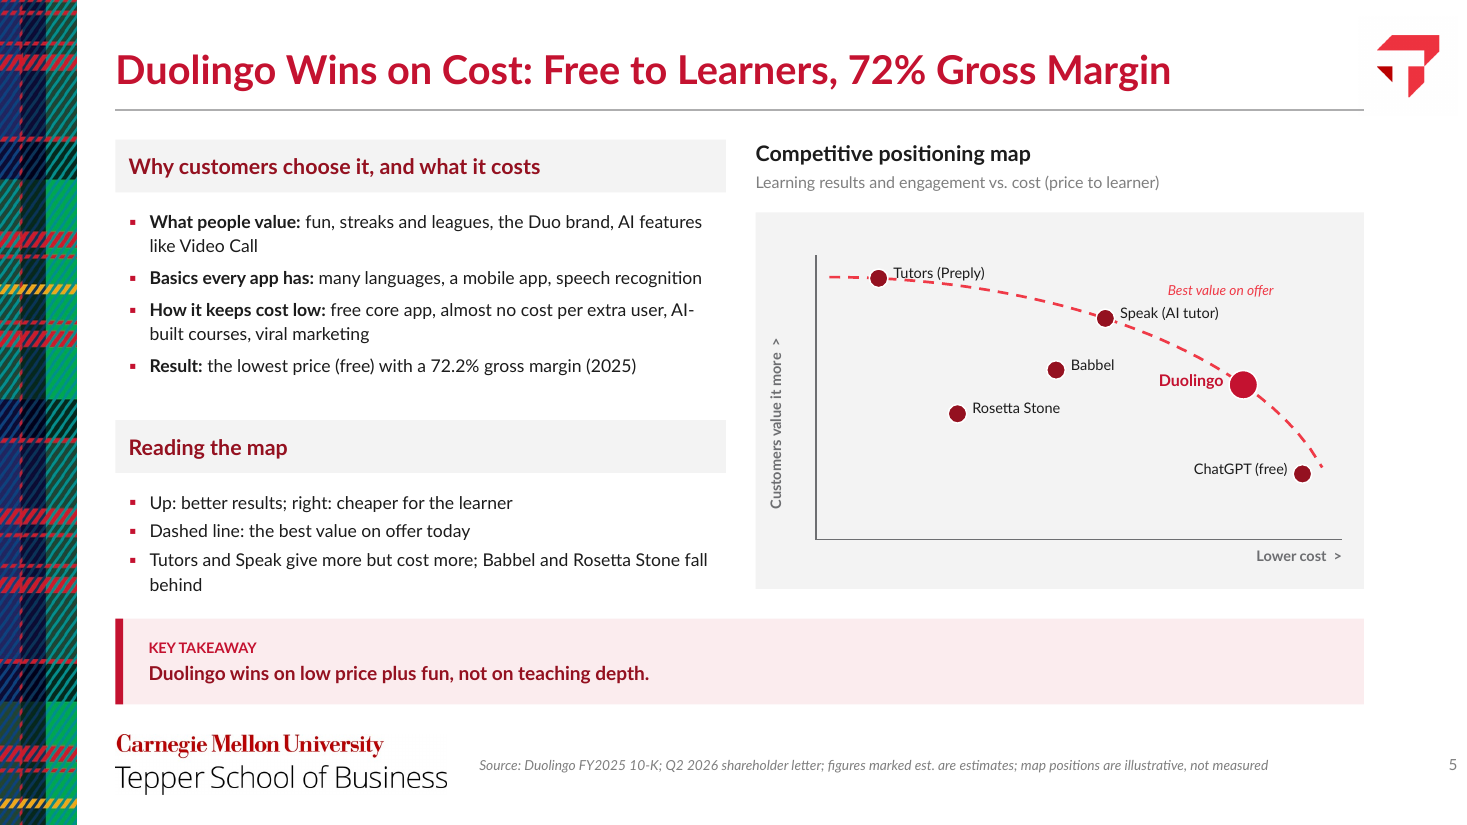 Duolingo Wins on Cost: Free to Learners, 72% Gross Margin
Why customers choose it, and what it costs
▪ What people value: fun, streaks and leagues, the Duo brand, AI features
like Video Call
▪ Basics every app has: many languages, a mobile app, speech recognition
▪ How it keeps cost low: free core app, almost no cost per extra user, AI-
built courses, viral marketing
▪ Result: the lowest price (free) with a 72.2% gross margin (2025)
Reading the map
▪ Up: better results; right: cheaper for the learner
▪ Dashed line: the best value on offer today
▪ Tutors and Speak give more but cost more; Babbel and Rosetta Stone fall
behind
Competitive positioning map
Learning results and engagement vs. cost (price to learner)
Customers value it more >
Tutors (Preply)
Best value on offer
Speak (AI tutor)
Babbel
Duolingo
Rosetta Stone
ChatGPT (free)
Lower cost >
KEY TAKEAWAY
Duolingo wins on low price plus fun, not on teaching depth.
Carnegie Mellon University
Tepper School of Business
Source: Duolingo FY2025 10-K; Q2 2026 shareholder letter; figures marked est. are estimates; map positions are illustrative, not measured
5